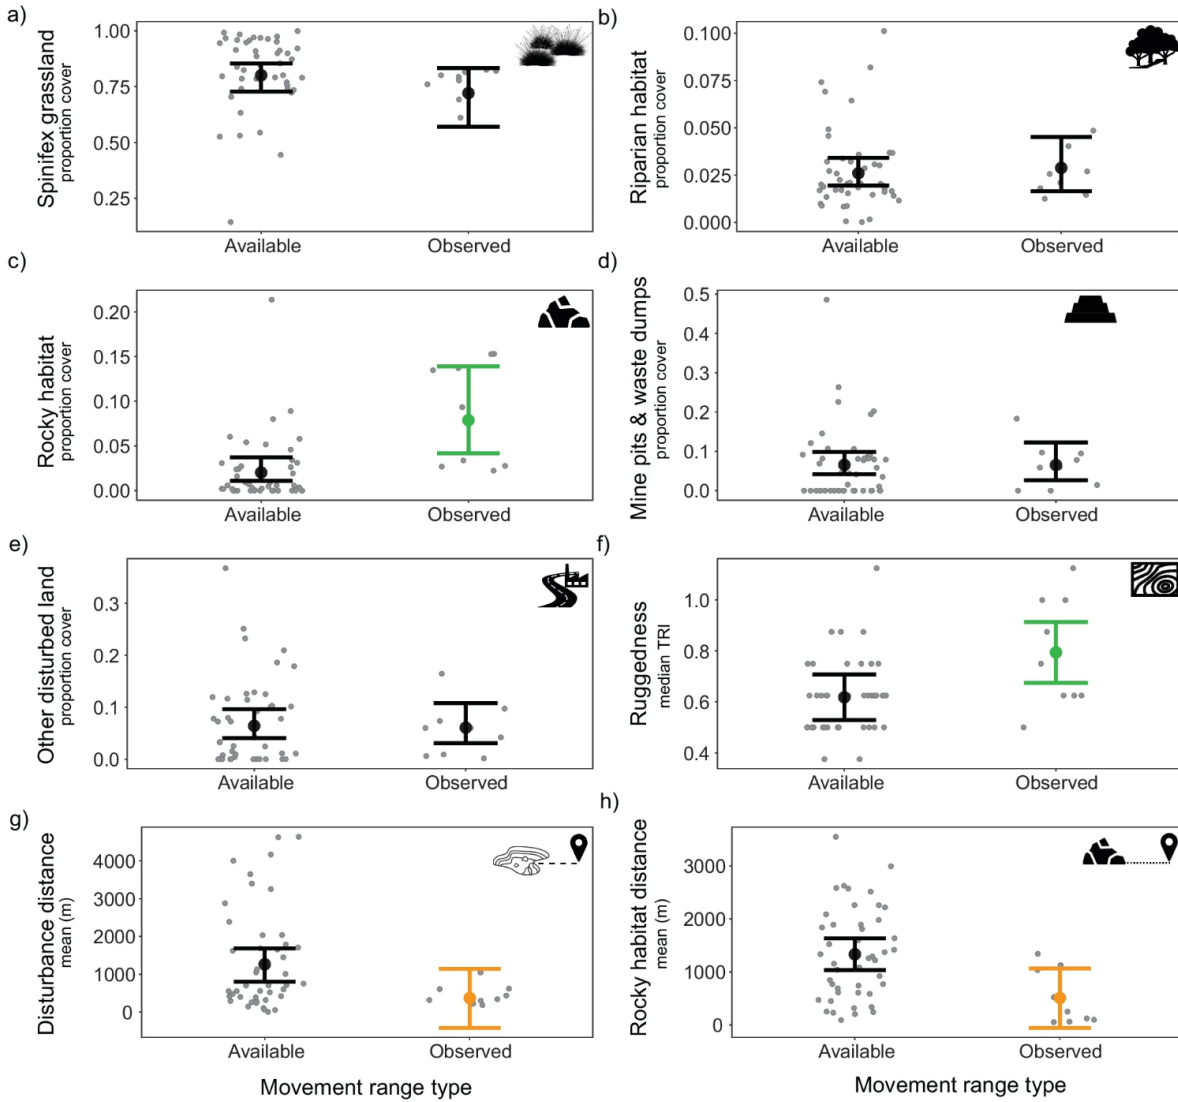 a)
Spinifex grassland
proportion cover
1.00
0.75
0.50
0.25
Available
Observed
b)
Riparian habitat
proportion cover
0.100
0.075
0.050
0.025
0.000
Available
Observed
c)
Rocky habitat
proportion cover
0.20
0.15
0.10
0.05
0.00
Available
Observed
d)
Mine pits & waste dumps
proportion cover
0.5
0.4
0.3
0.2
0.1
0.0
Available
Observed
e)
Other disturbed land
proportion cover
0.3
0.2
0.1
0.0
Available
Observed
f)
Ruggedness
median TRI
1.0
0.8
0.6
0.4
Available
Observed
g)
Disturbance distance
mean (m)
4000
3000
2000
1000
0
Available
Observed
Movement range type
h)
Rocky habitat distance
mean (m)
3000
2000
1000
0
Available
Observed
Movement range type